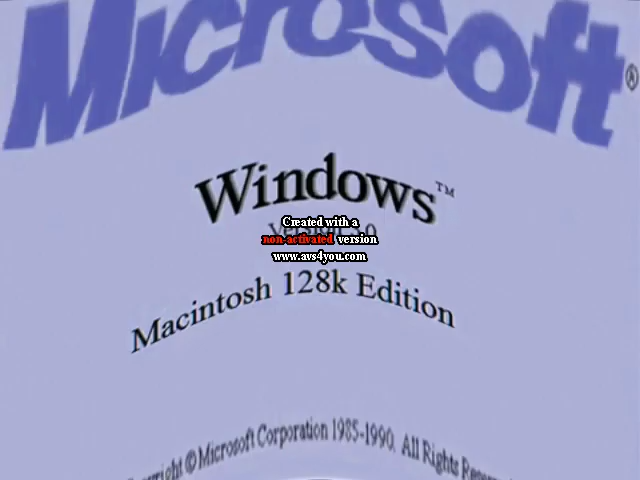 Microsoft®
Windows™
Created with a
non-activated version
www.avs4you.com
Macintosh 128k Edition
©Microsoft Corporation 1985-1990. All Rights